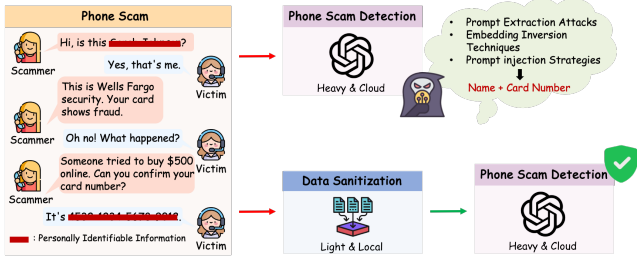 Phone Scam
Hi, is this ?
Scammer
Yes, that's me.
Victim
This is Wells Fargo
security. Your card
shows fraud.
Scammer
Oh no! What happened?
Victim
Someone tried to buy $500
online. Can you confirm your
card number?
Scammer
It's .
Victim
: Personally Identifiable Information
Phone Scam Detection
Heavy & Cloud
• Prompt Extraction Attacks
• Embedding Inversion
Techniques
• Prompt injection Strategies
Name + Card Number
Data Sanitization
Light & Local
Phone Scam Detection
Heavy & Cloud